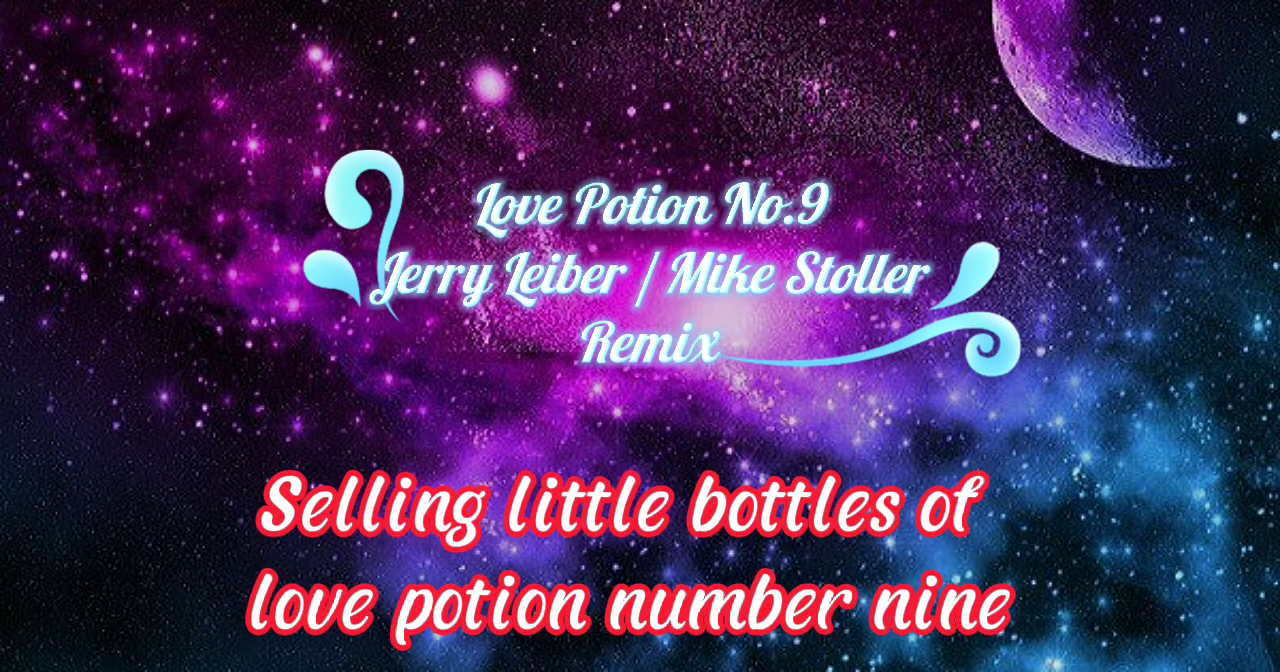 Love Potion No.9
Jerry Leiber / Mike Stoller
Remix
Selling little bottles of
love potion number nine